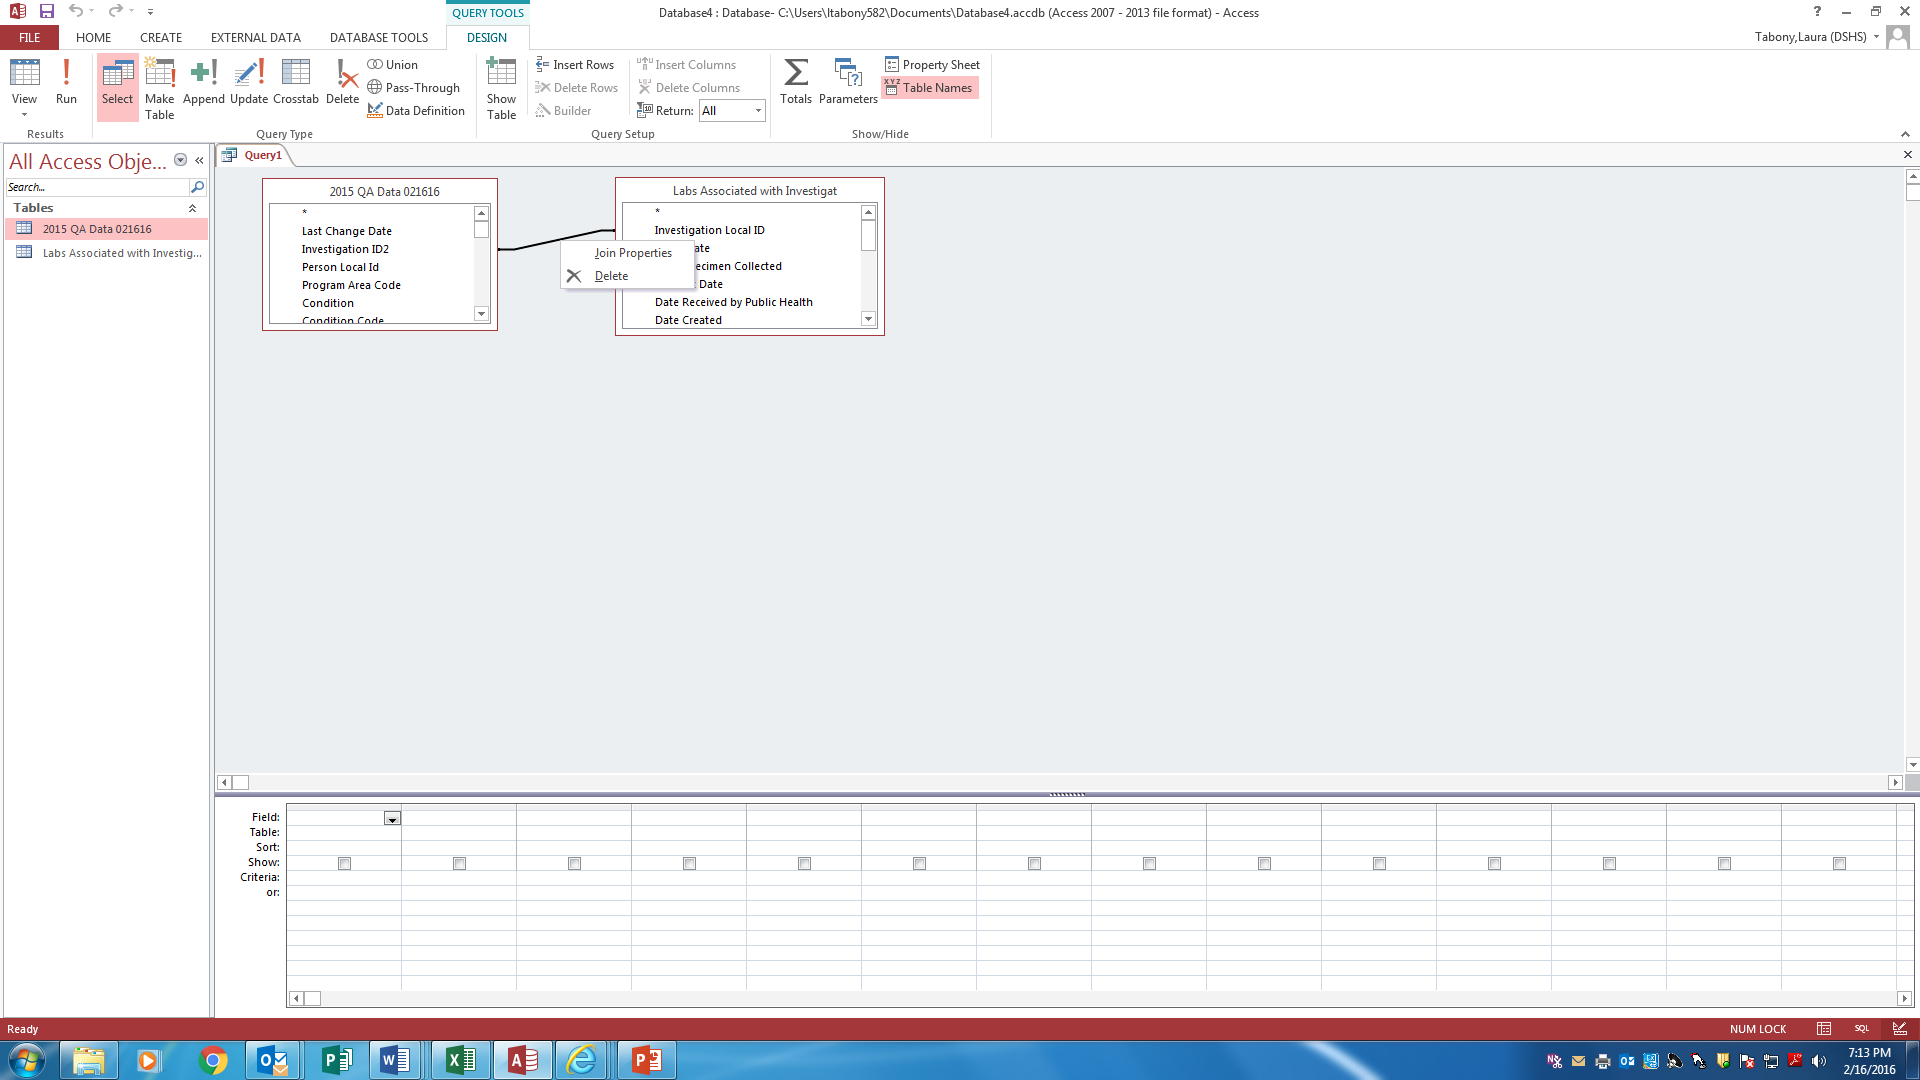 QUERY TOOLS
Database4 : Database- C:\Users\ltabony582\Documents\Database4.accdb (Access 2007 - 2013 file format) - Access
?
FILE HOME CREATE EXTERNAL DATA DATABASE TOOLS DESIGN
Tabony,Laura (DSHS)
View
Run
Results
Select
Make
Table
Append
Update
Crosstab
Delete
Union
Pass-Through
Data Definition
Query Type
Show
Table
Insert Rows
Delete Rows
Builder
Insert Columns
Delete Columns
Return: All
Query Setup
Totals
Parameters
Property Sheet
Table Names
Show/Hide
All Access Obje...
Search...
Tables
2015 QA Data 021616
Labs Associated with Investig...
Query1
2015 QA Data 021616
*
Last Change Date
Investigation ID2
Person Local Id
Program Area Code
Condition
Condition Code
Labs Associated with Investigat
*
Investigation Local ID
ate
ecimen Collected
Date
Date Received by Public Health
Date Created
Join Properties
Delete
Field:
Table:
Sort:
Show:
Criteria:
or:
Ready
NUM LOCK
SQL
7:13 PM
2/16/2016